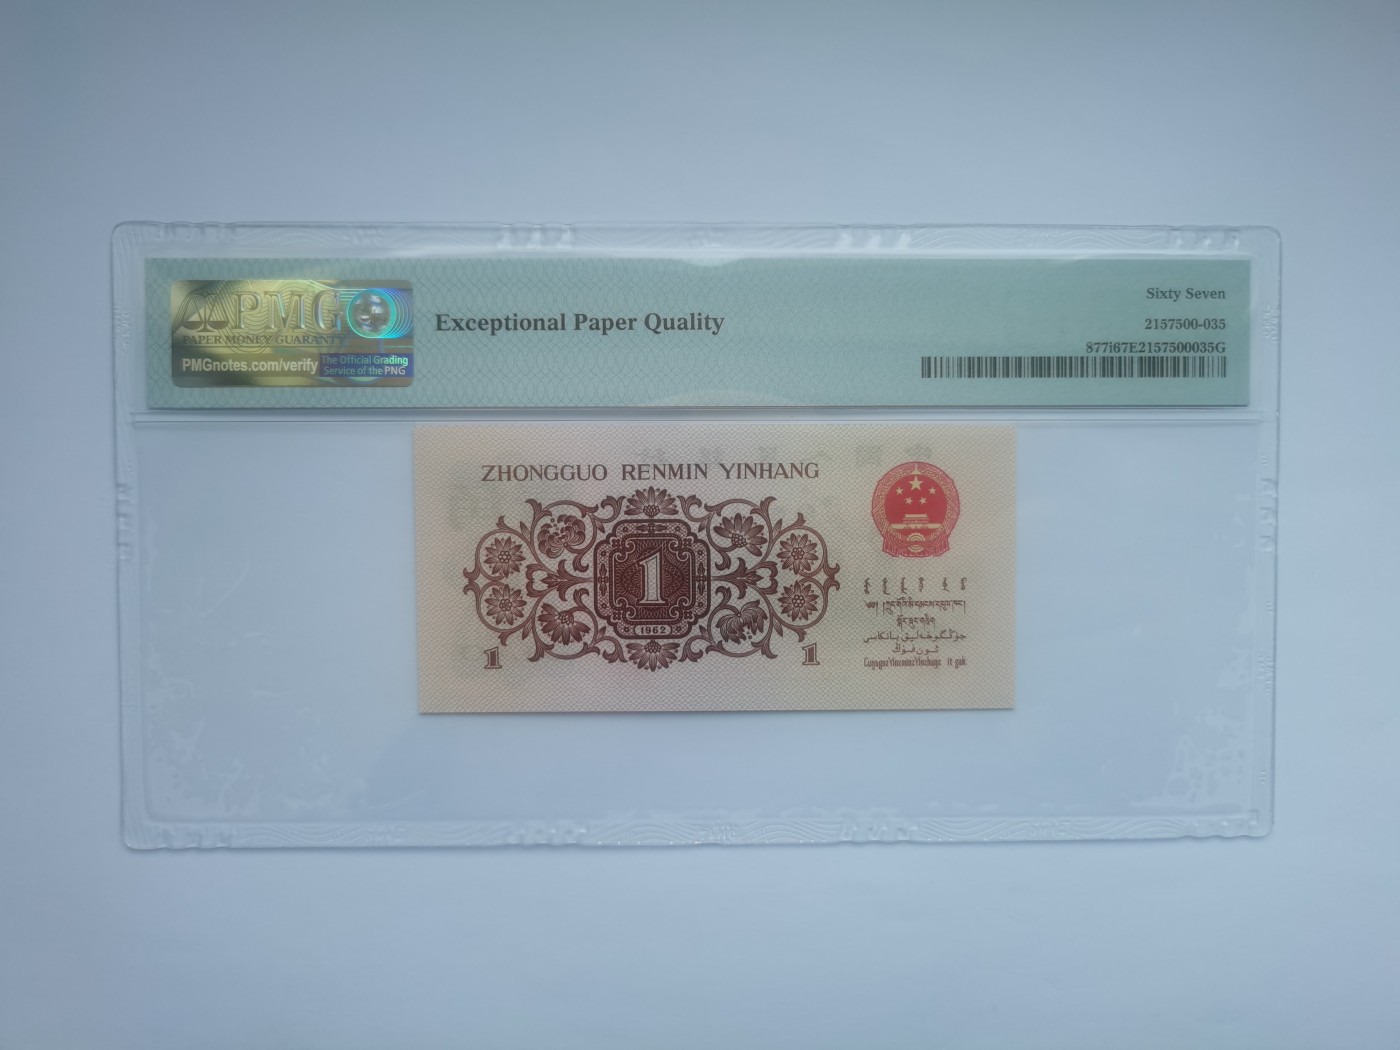 PMG
PAPER MONEY GUARANTY
PMGnotes.com/verify
The Official Grading
Service of the PNG
Exceptional Paper Quality
Sixty Seven
2157500-035
877i67E2157500035G
ZHONGGUO RENMIN YINHANG
1
(1962)
1
1